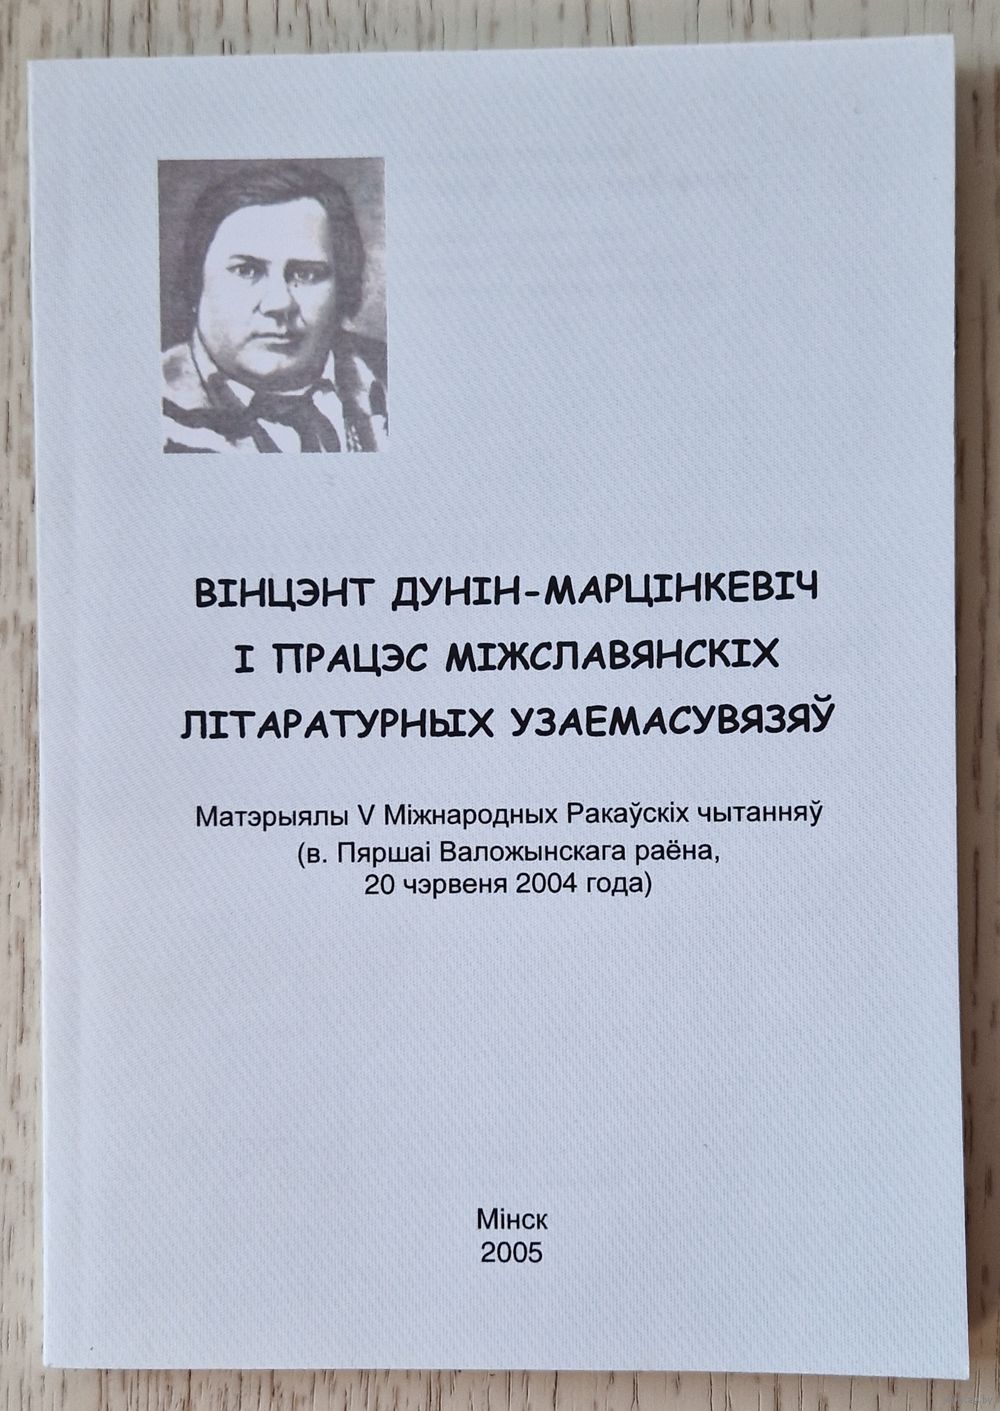 ВІНЦЭНТ ДУНІН-МАРЦІНКЕВІЧ
І ПРАЦЭС МІЖСЛАВЯНСКІХ
ЛІТАРАТУРНЫХ УЗАЕМАСУВЯЗЯЎ
Матэрыялы V Міжнародных Ракаўскіх чытанняў
(в. Пяршаі Валожынскага раёна,
20 чэрвеня 2004 года)
Мінск
2005